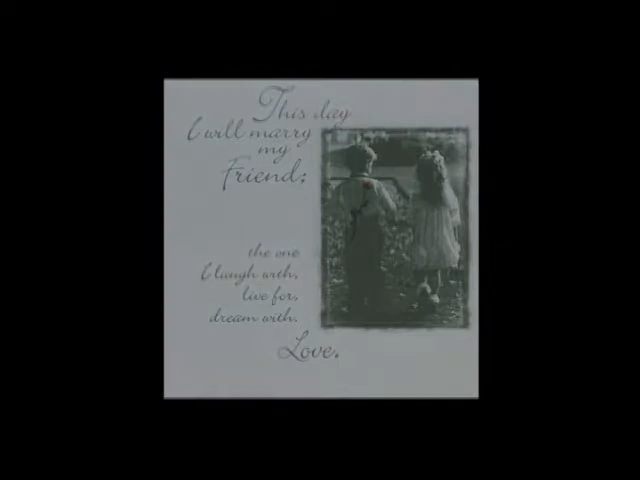 This day
I will marry
my
Friend;
the one
I laugh with,
live for,
dream with.
Love.